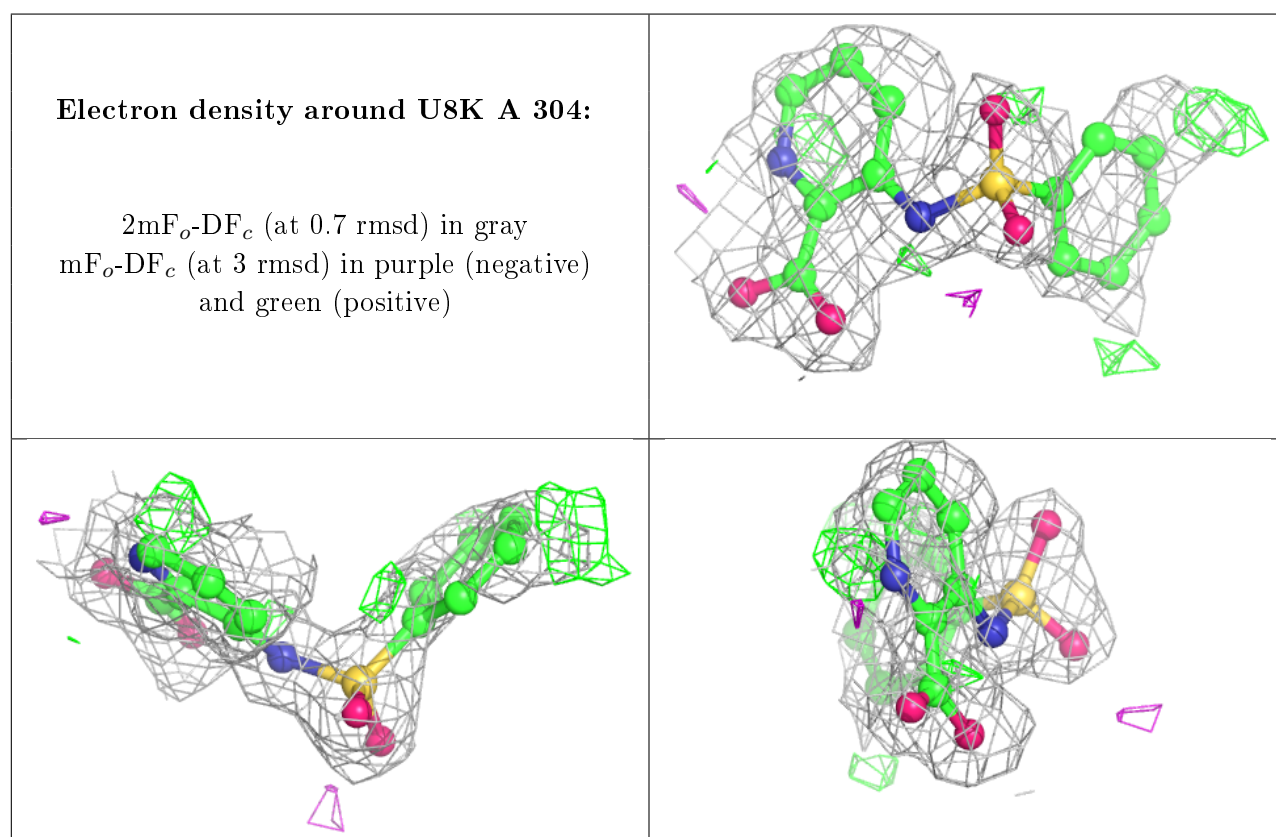 Electron density around U8K A 304:
2mFₒ-DF𝒸 (at 0.7 rmsd) in gray
mFₒ-DF𝒸 (at 3 rmsd) in purple (negative)
and green (positive)